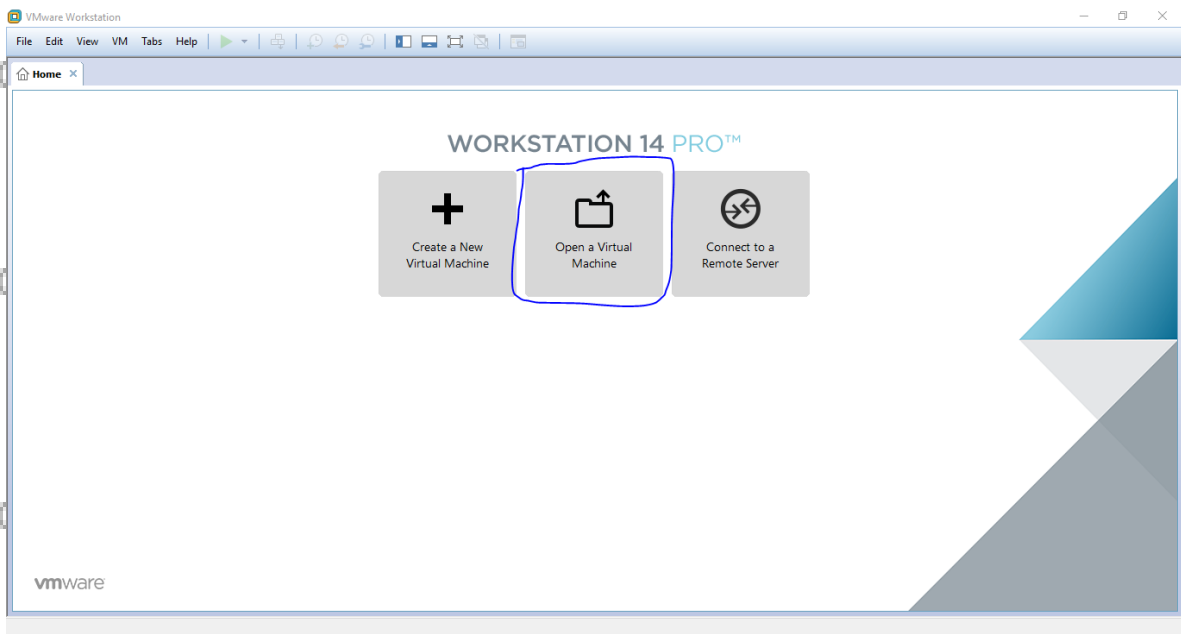 VMware Workstation
File Edit View VM Tabs Help
Home
WORKSTATION 14 PRO™
Create a New
Virtual Machine
Open a Virtual
Machine
Connect to a
Remote Server
vmware